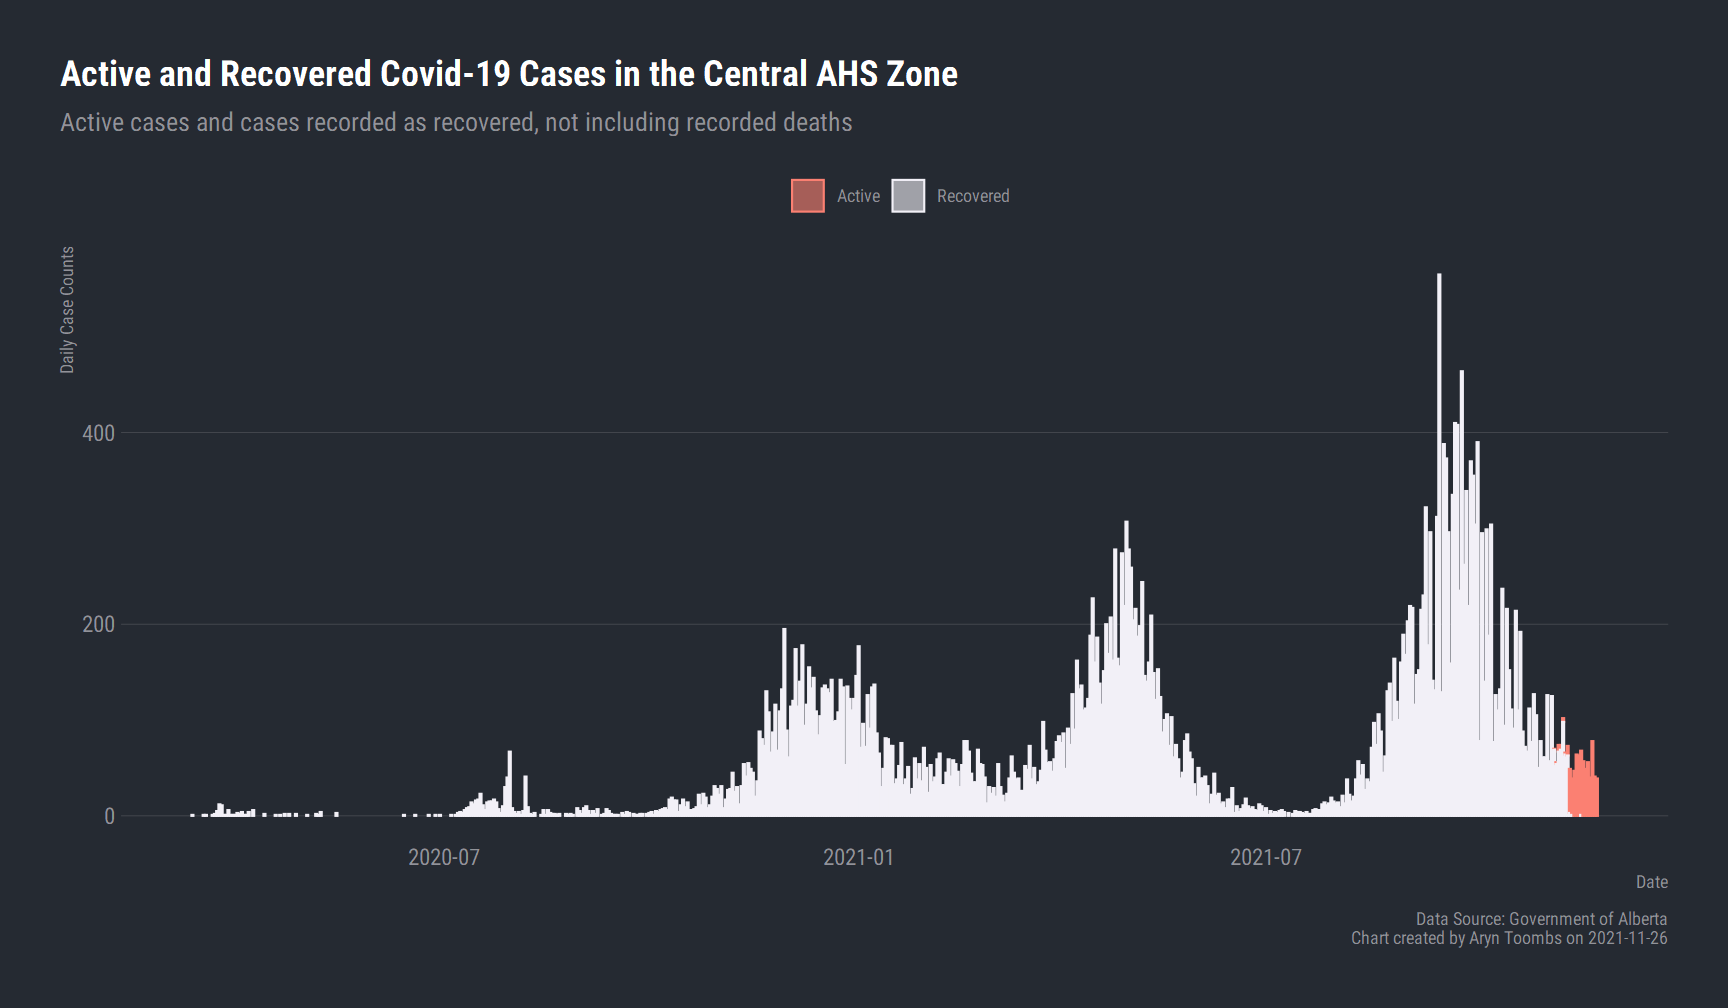 Active and Recovered Covid-19 Cases in the Central AHS Zone
Active cases and cases recorded as recovered, not including recorded deaths
Active
Recovered
Daily Case Counts
400
200
0
2020-07
2021-01
2021-07
Date
Data Source: Government of Alberta
Chart created by Aryn Toombs on 2021-11-26